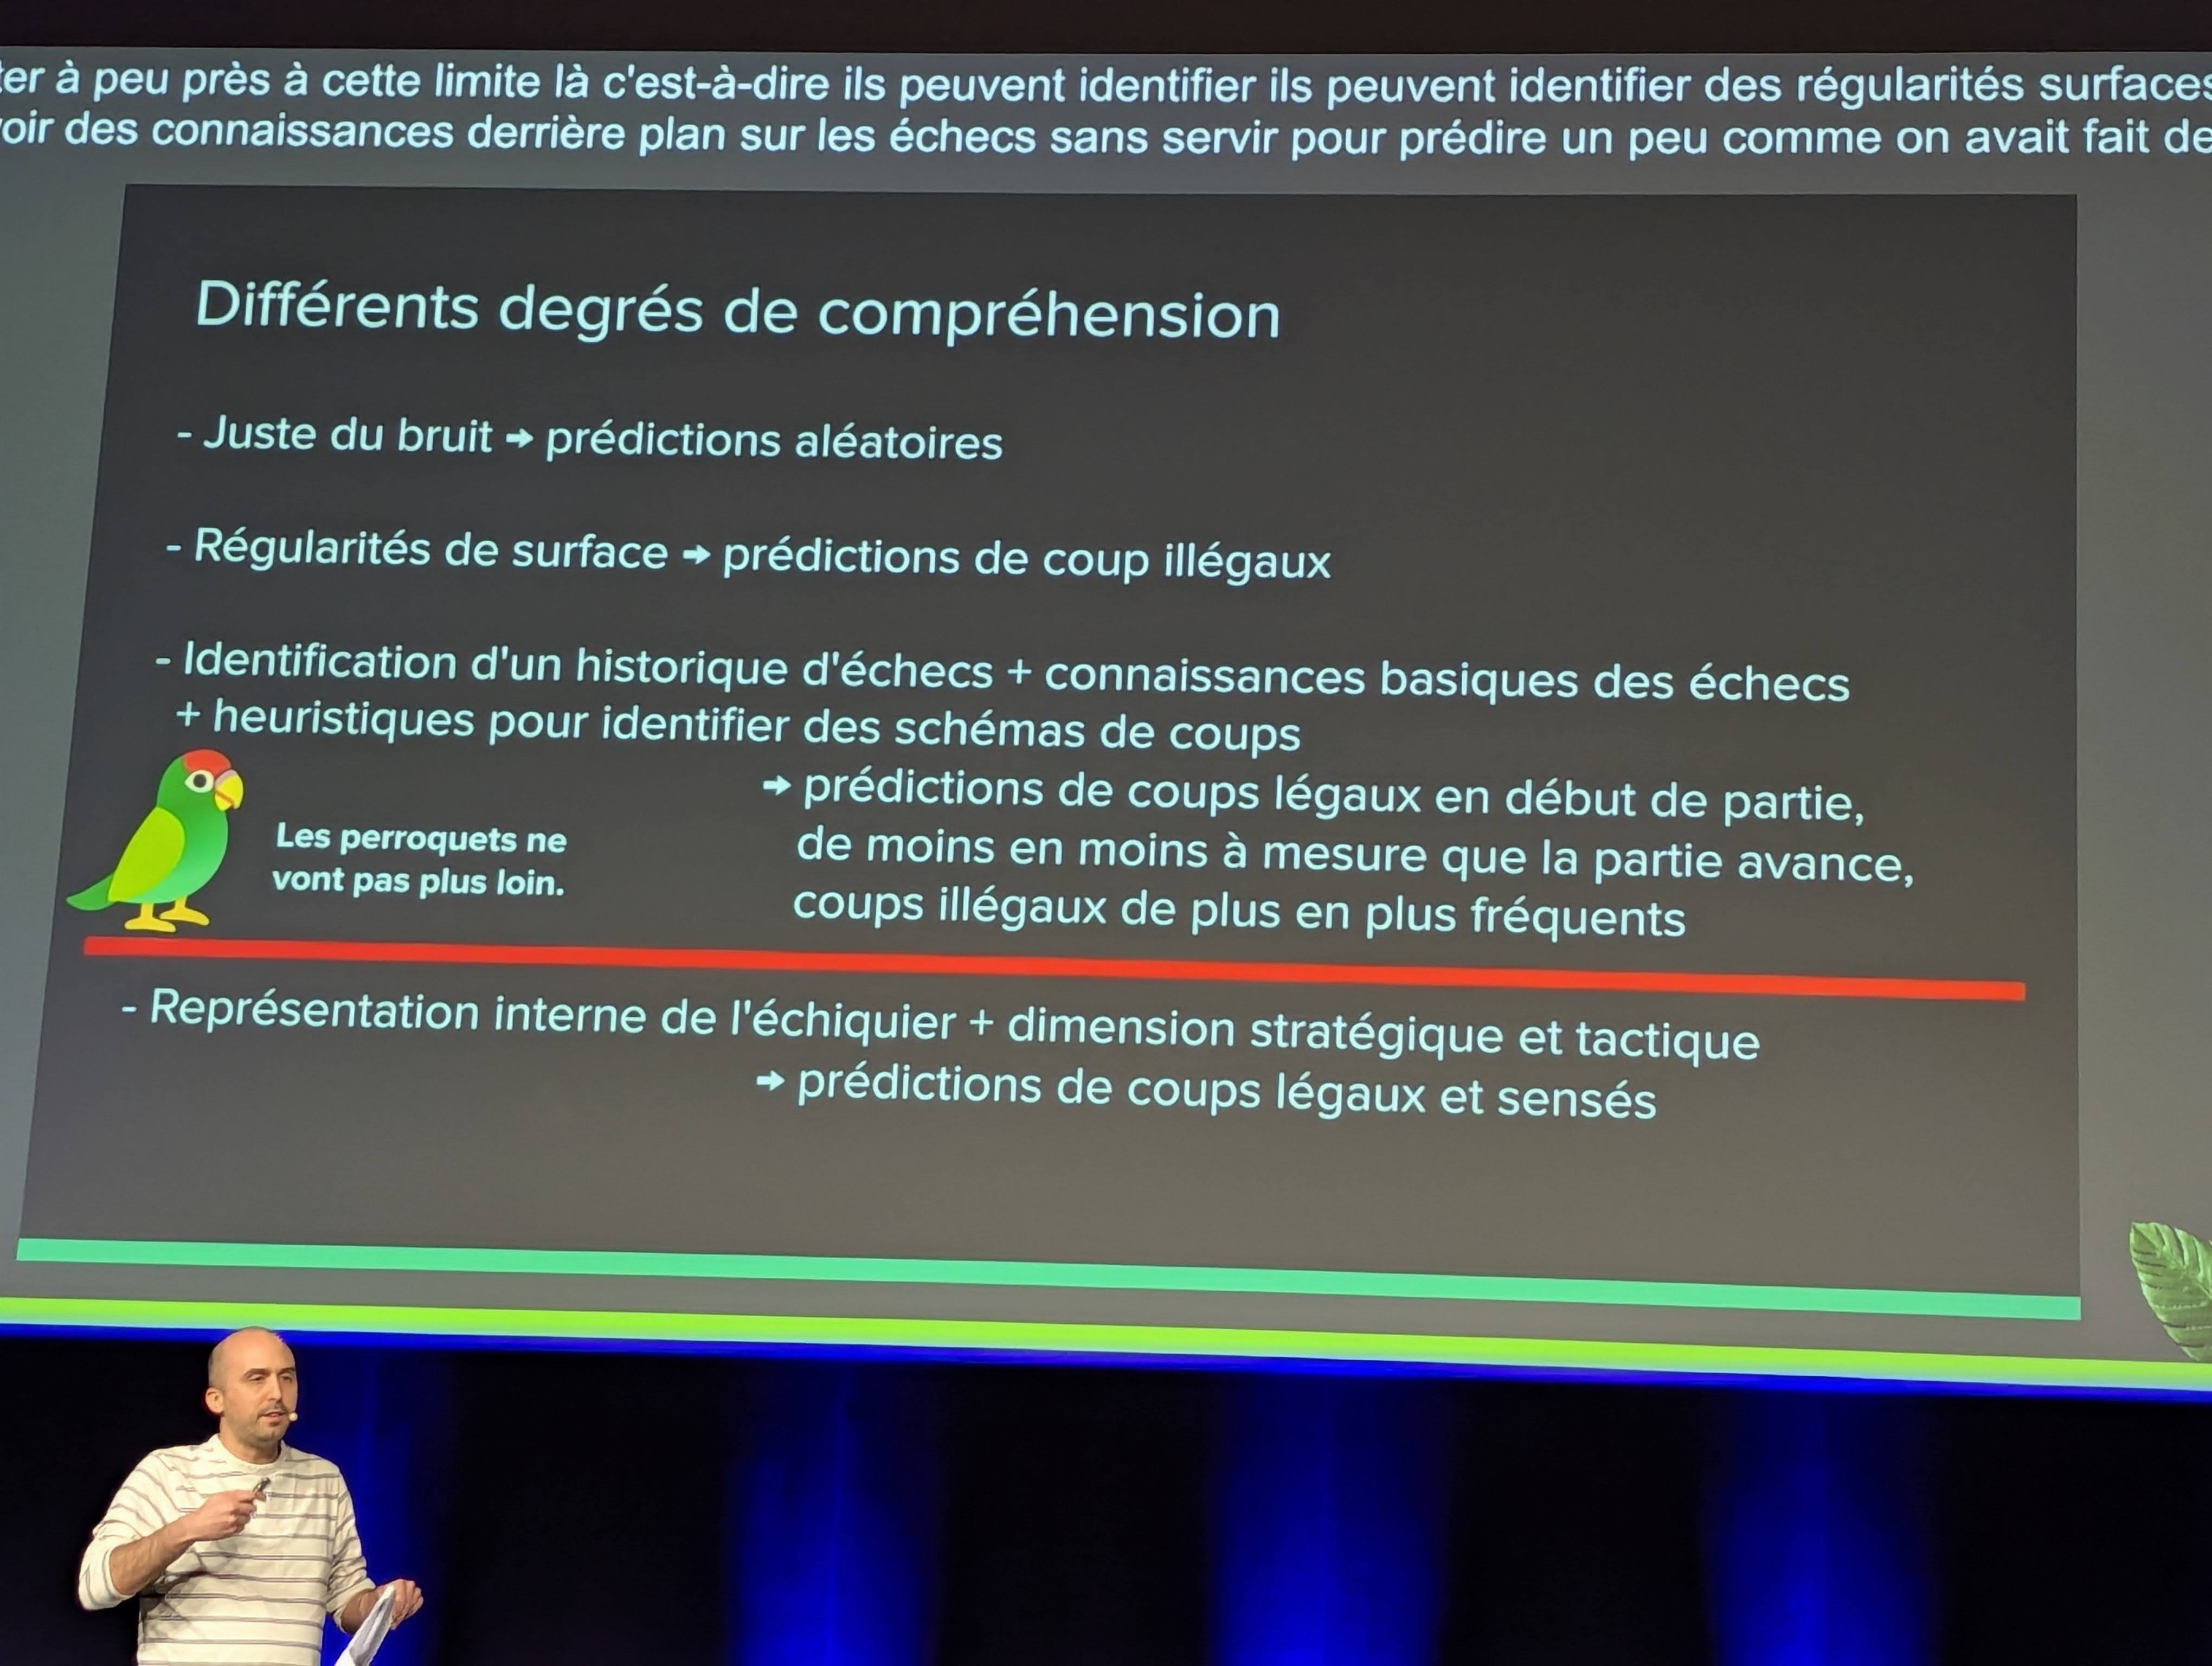 à peu près à cette limite là c'est-à-dire ils peuvent identifier ils peuvent identifier des régularités surfaces
des connaissances derrière plan sur les échecs sans servir pour prédire un peu comme on avait fait de
Différents degrés de compréhension
- Juste du bruit → prédictions aléatoires
- Régularités de surface → prédictions de coup illégaux
- Identification d'un historique d'échecs + connaissances basiques des échecs
+ heuristiques pour identifier des schémas de coups
→ prédictions de coups légaux en début de partie,
de moins en moins à mesure que la partie avance,
coups illégaux de plus en plus fréquents
Les perroquets ne
vont pas plus loin.
- Représentation interne de l'échiquier + dimension stratégique et tactique
→ prédictions de coups légaux et sensés